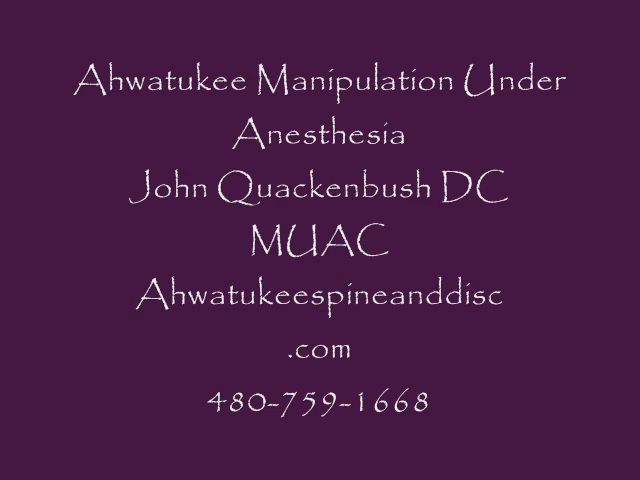 Ahwatukee Manipulation Under
Anesthesia
John Quackenbush DC
MUAC
Ahwatukeespineanddisc
.com
480-759-1668